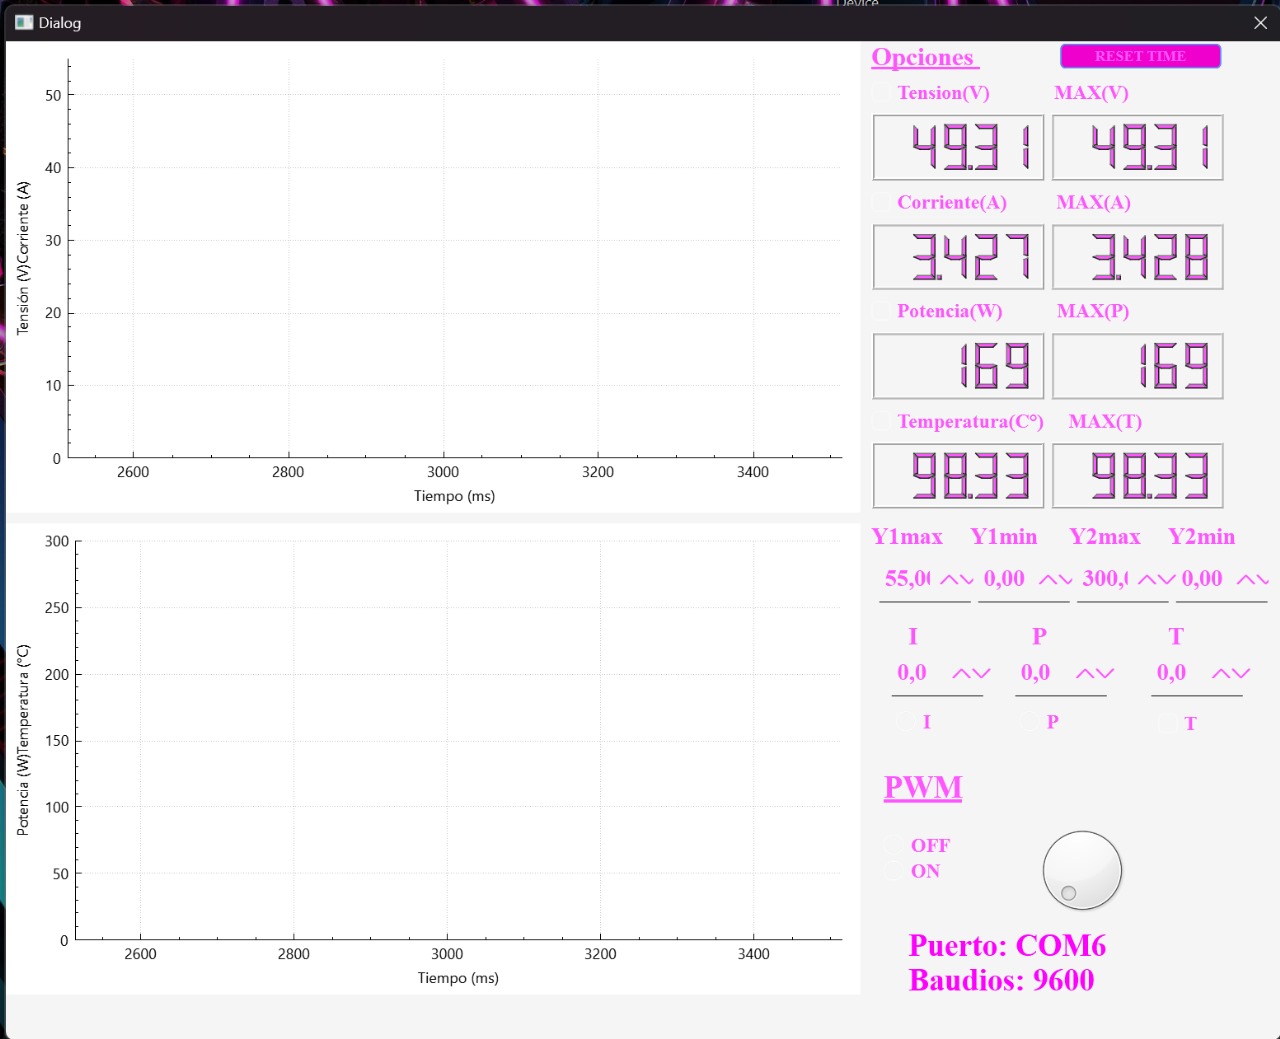 Device
Dialog
Opciones
RESET TIME
Tension(V)
MAX(V)
49.31
49.31
Corriente(A)
MAX(A)
3.427
3.428
Potencia(W)
MAX(P)
169
169
Temperatura(C°)
MAX(T)
98.33
98.33
50
40
30
20
10
0
Tensión (V)Corriente (A)
2600
2800
3000
3200
3400
Tiempo (ms)
300
250
200
150
100
50
0
Potencia (W)Temperatura (°C)
2600
2800
3000
3200
3400
Tiempo (ms)
Y1max
Y1min
Y2max
Y2min
55,0
0,00
300,
0,00
I
P
T
0,0
0,0
0,0
I
P
T
PWM
OFF
ON
Puerto: COM6
Baudios: 9600